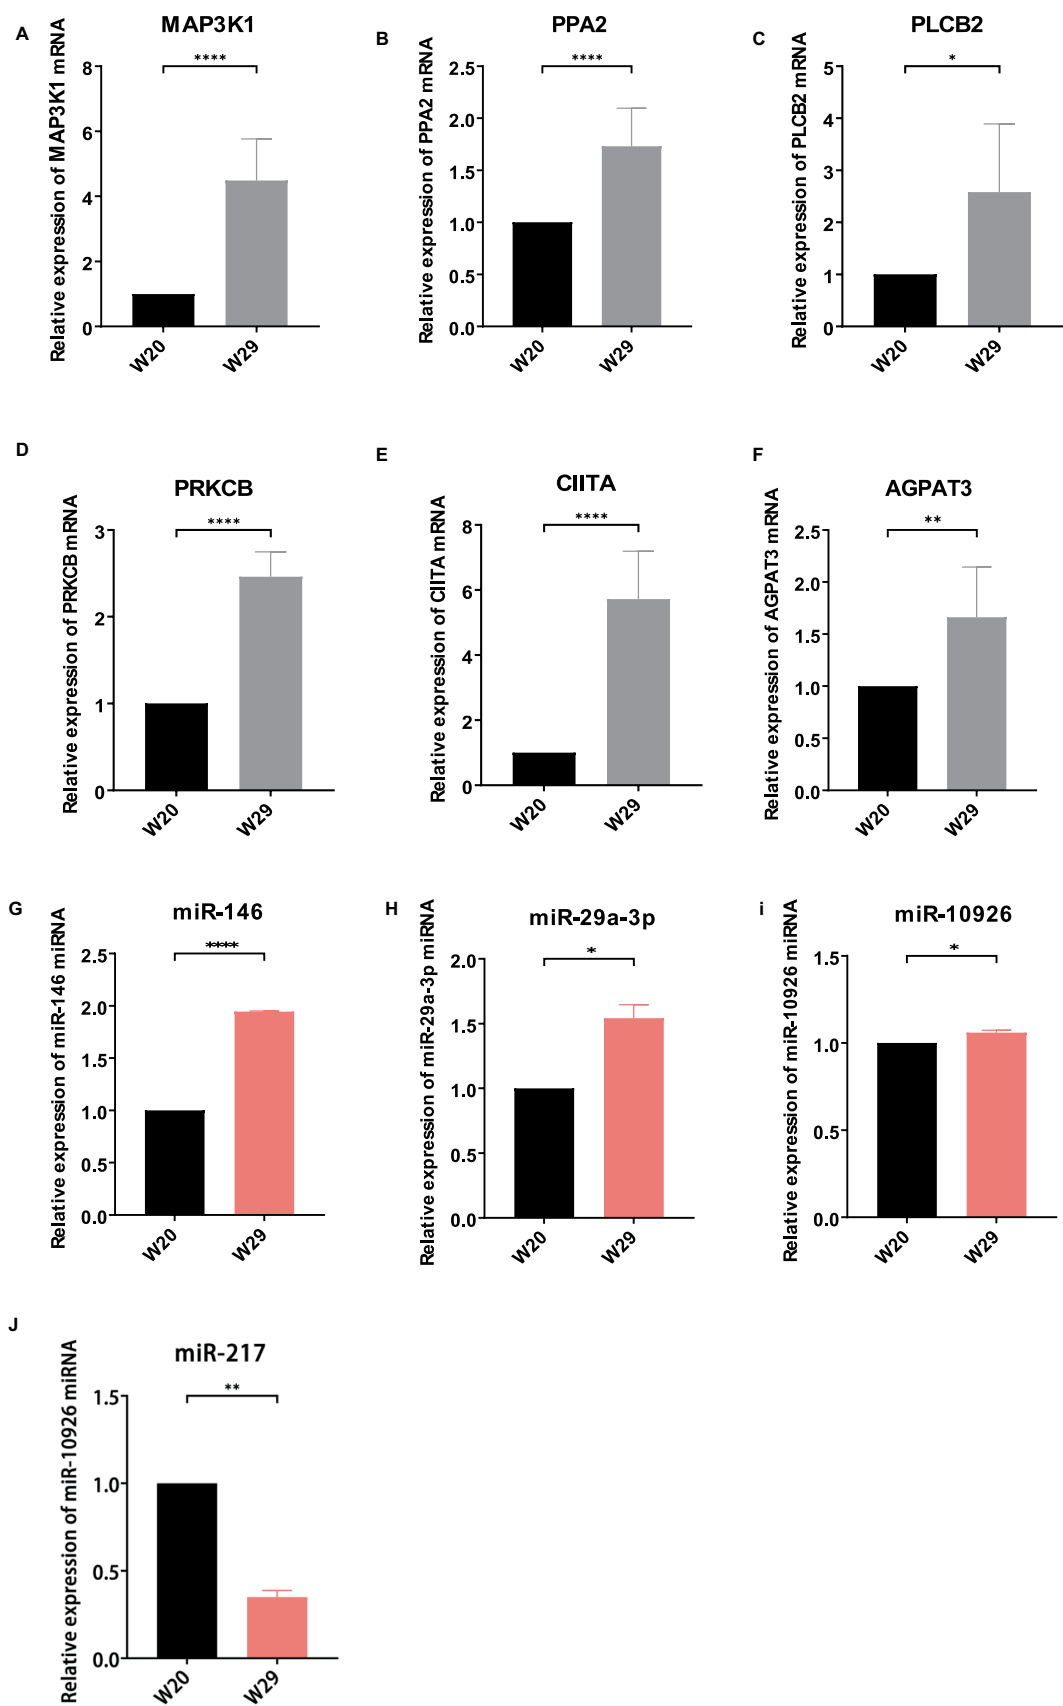 A
MAP3K1
Relative expression of MAP3K1 mRNA
****
8
6
4
2
0
W20
W29
B
PPA2
Relative expression of PPA2 mRNA
****
2.5
2.0
1.5
1.0
0.5
0.0
W20
W29
C
PLCB2
Relative expression of PLCB2 mRNA
*
5
4
3
2
1
0
W20
W29
D
PRKCB
Relative expression of PRKCB mRNA
****
3
2
1
0
W20
W29
E
CIITA
Relative expression of CIITA mRNA
****
8
6
4
2
0
W20
W29
F
AGPAT3
Relative expression of AGPAT3 mRNA
**
2.5
2.0
1.5
1.0
0.5
0.0
W20
W29
G
miR-146
Relative expression of miR-146 miRNA
****
2.5
2.0
1.5
1.0
0.5
0.0
W20
W29
H
miR-29a-3p
Relative expression of miR-29a-3p miRNA
*
2.0
1.5
1.0
0.5
0.0
W20
W29
i
miR-10926
Relative expression of miR-10926 miRNA
*
1.5
1.0
0.5
0.0
W20
W29
J
miR-217
Relative expression of miR-10926 miRNA
**
1.5
1.0
0.5
0.0
W20
W29